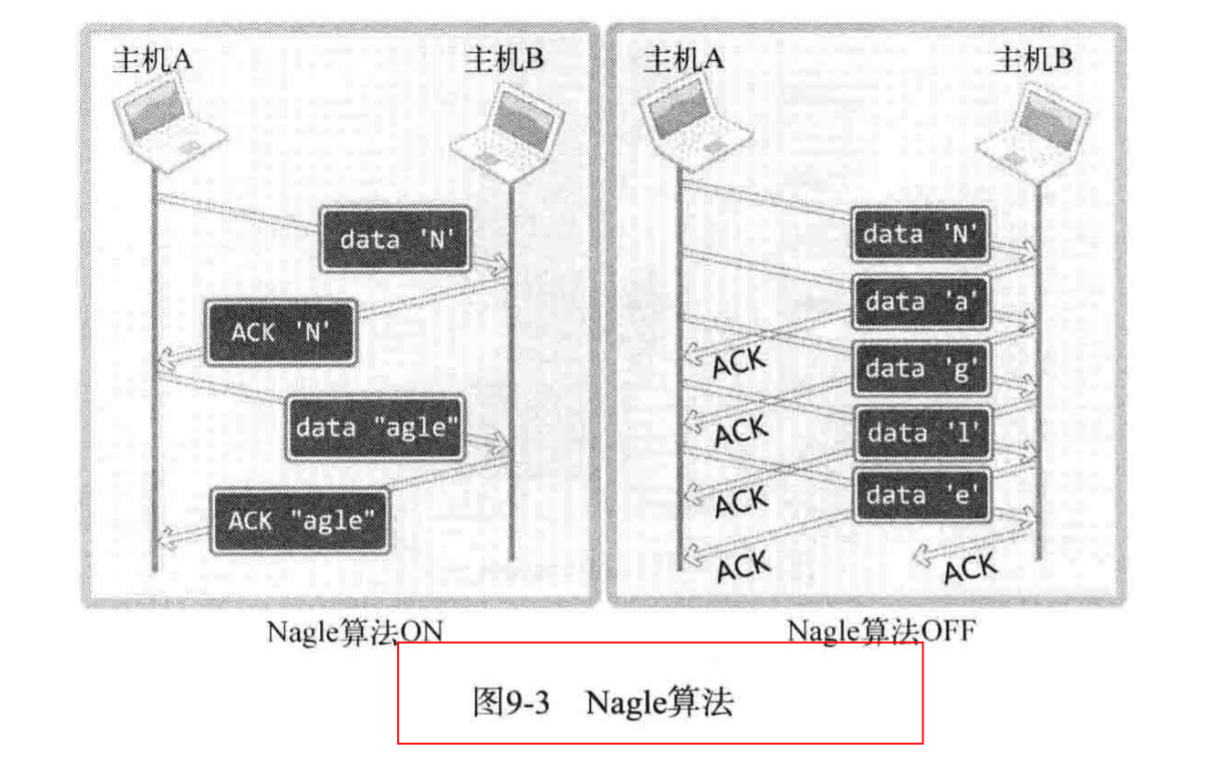 主机A
主机B
data 'N'
ACK 'N'
data "agle"
ACK "agle"
Nagle算法ON
主机A
主机B
data 'N'
data 'a'
ACK
data 'g'
ACK
data 'l'
ACK
data 'e'
ACK
ACK
Nagle算法OFF
图9-3 Nagle算法